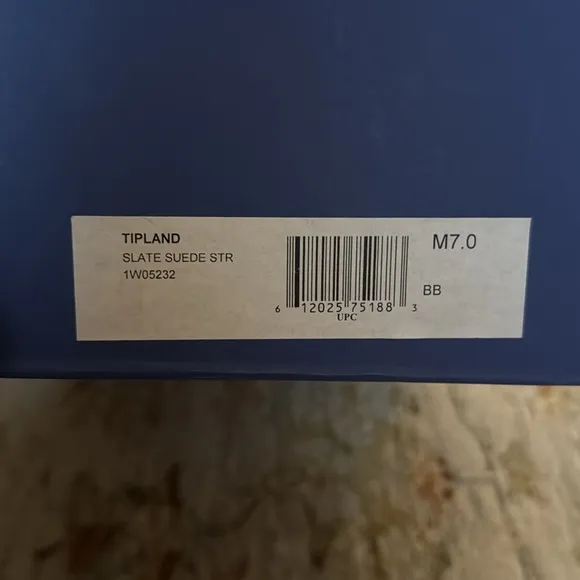 TIPLAND
SLATE SUEDE STR
1W05232
6 12025 75188 3
UPC
M7.0
BB